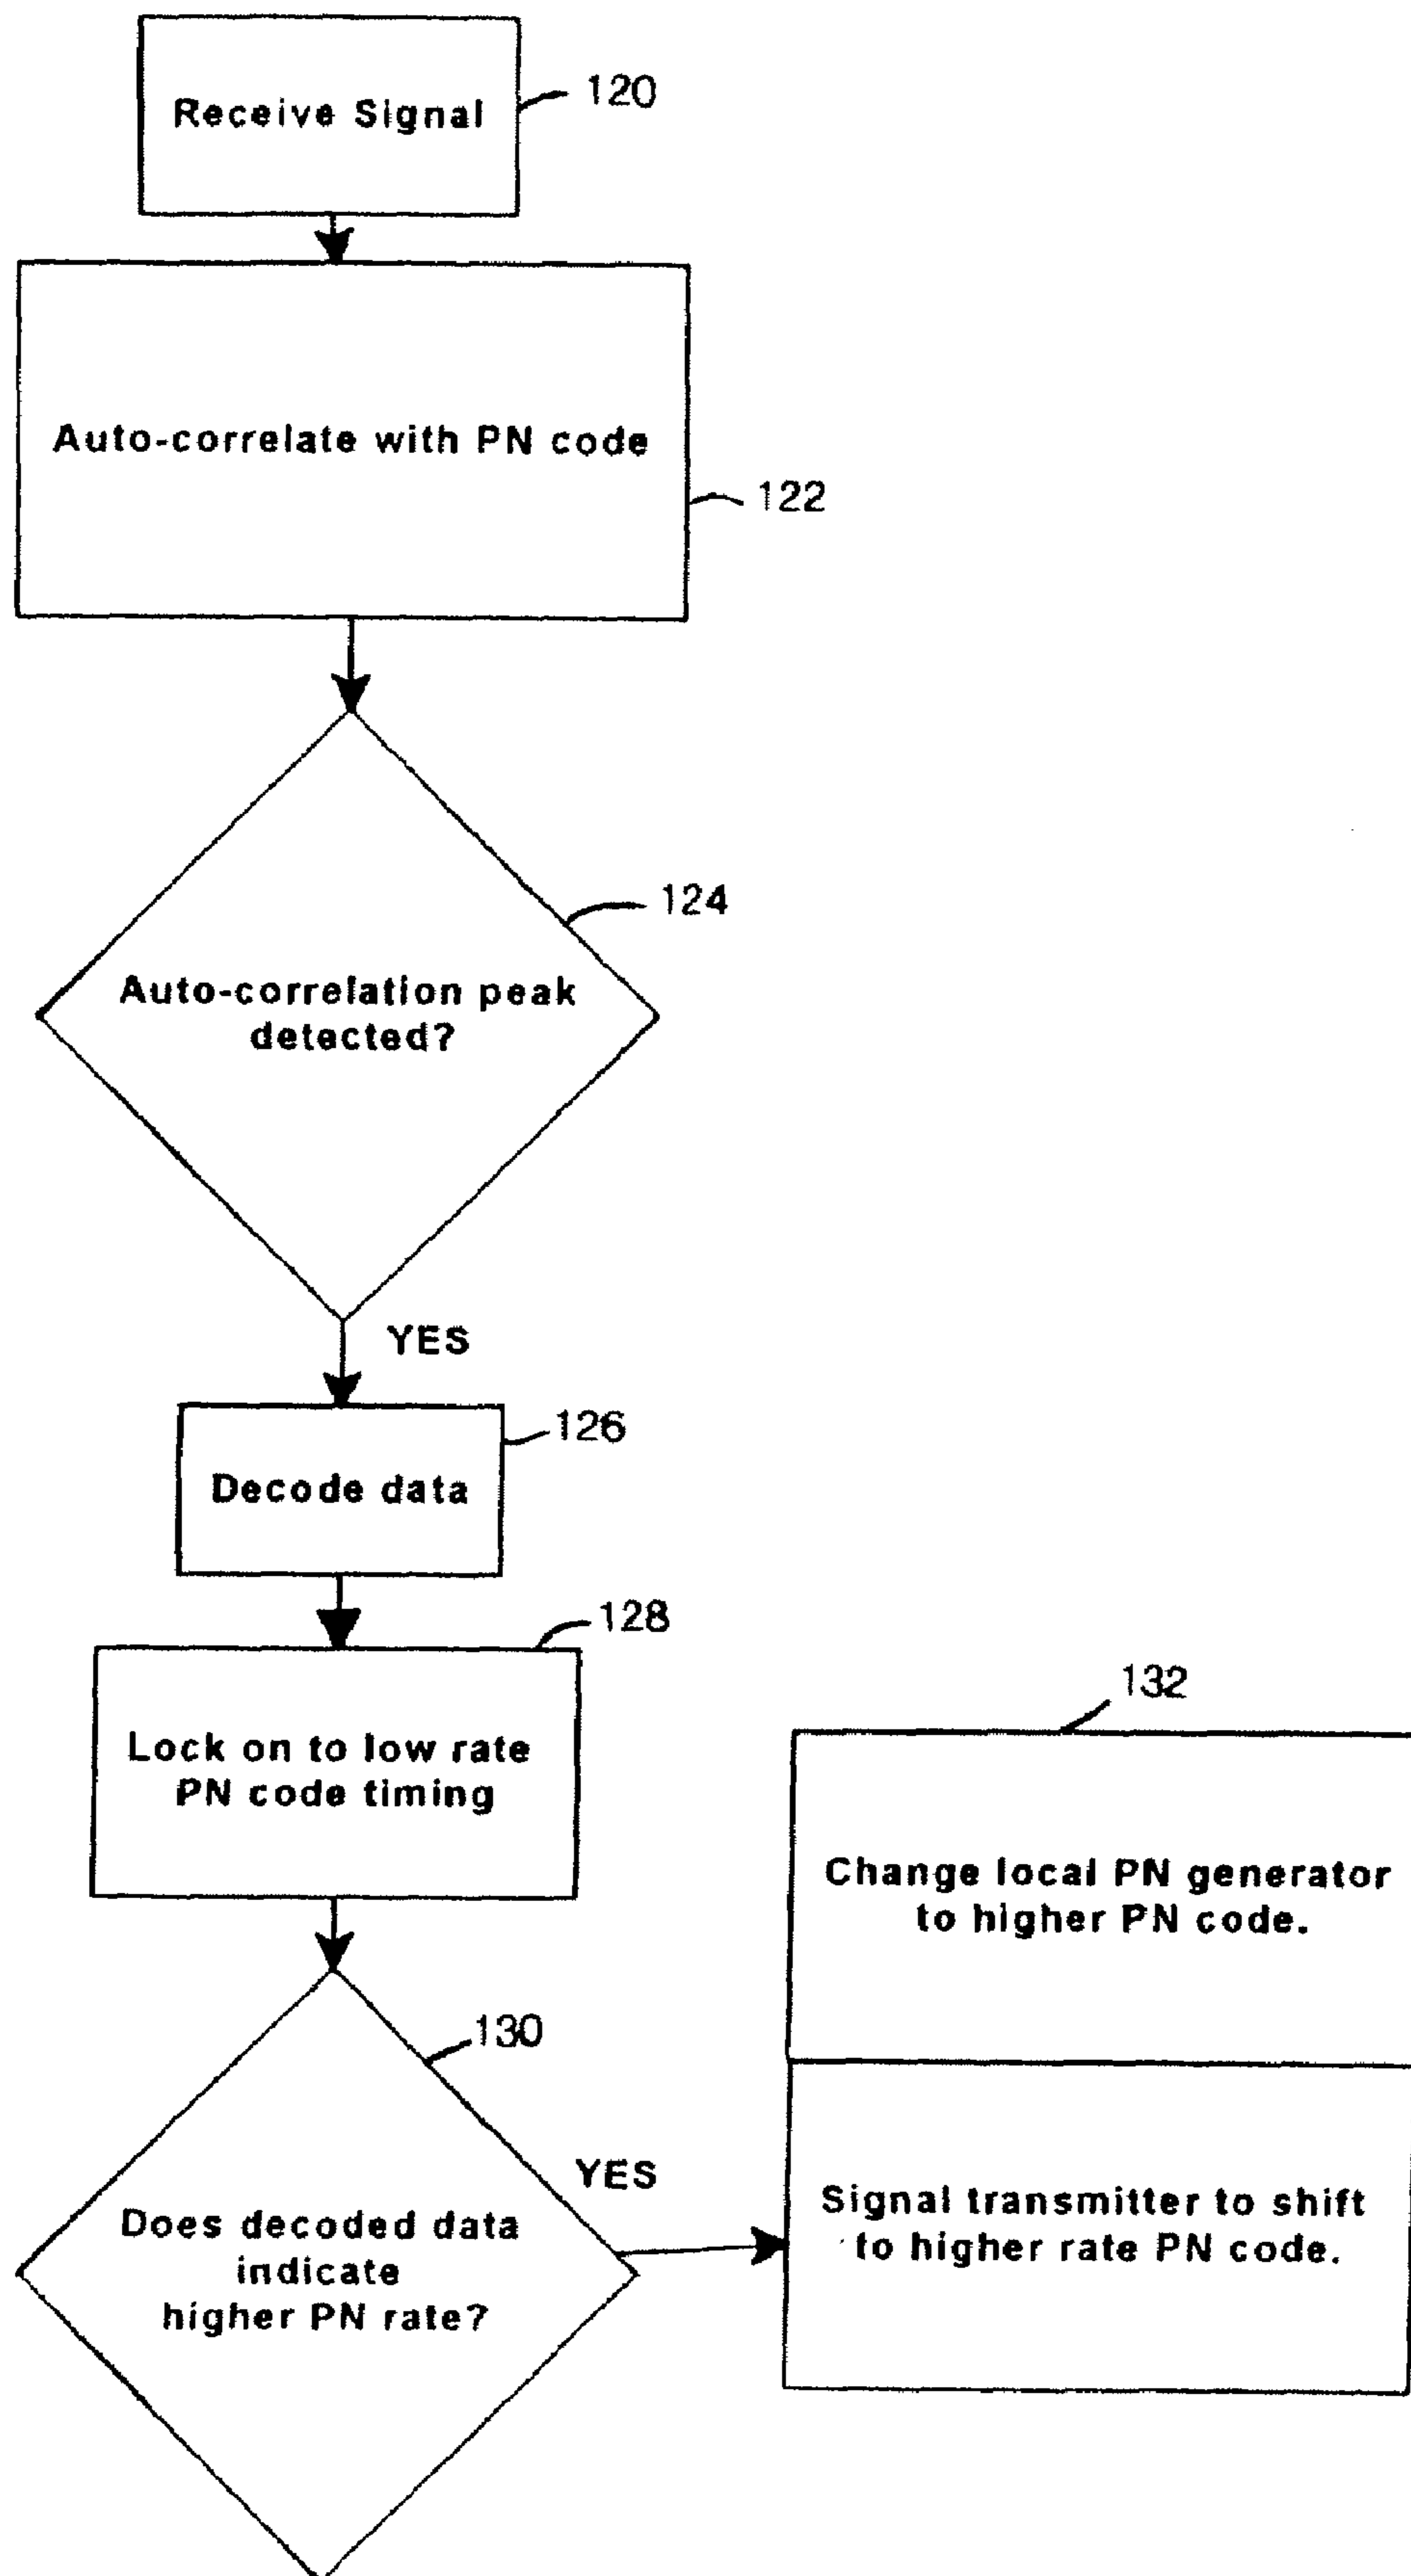 Receive Signal
120
Auto-correlate with PN code
122
124
Auto-correlation peak
detected?
YES
126
Decode data
128
Lock on to low rate
PN code timing
132
Change local PN generator
to higher PN code.
130
YES
Signal transmitter to shift
to higher rate PN code.
Does decoded data
indicate
higher PN rate?